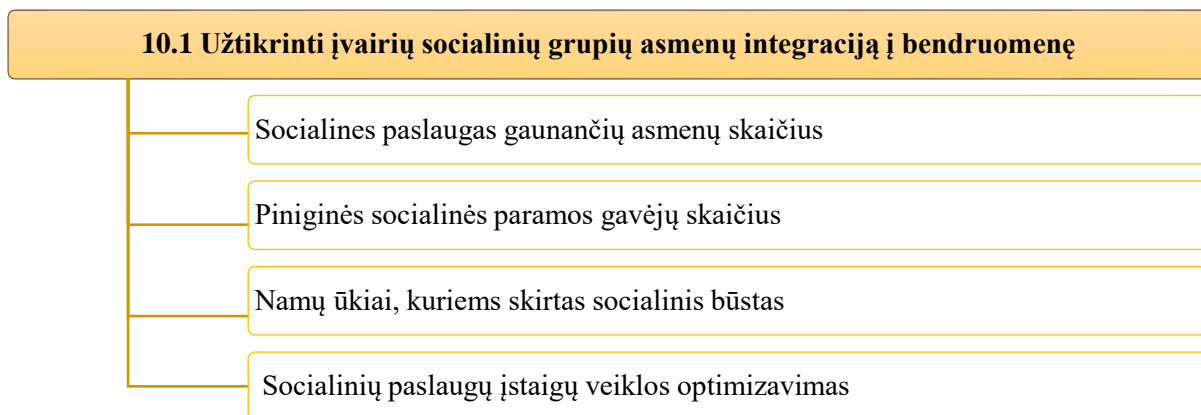 10.1 Užtikrinti įvairių socialinių grupių asmenų integraciją į bendruomenę
Socialines paslaugas gaunančių asmenų skaičius
Piniginės socialinės paramos gavėjų skaičius
Namų ūkiai, kuriems skirtas socialinis būstas
Socialinių paslaugų įstaigų veiklos optimizavimas